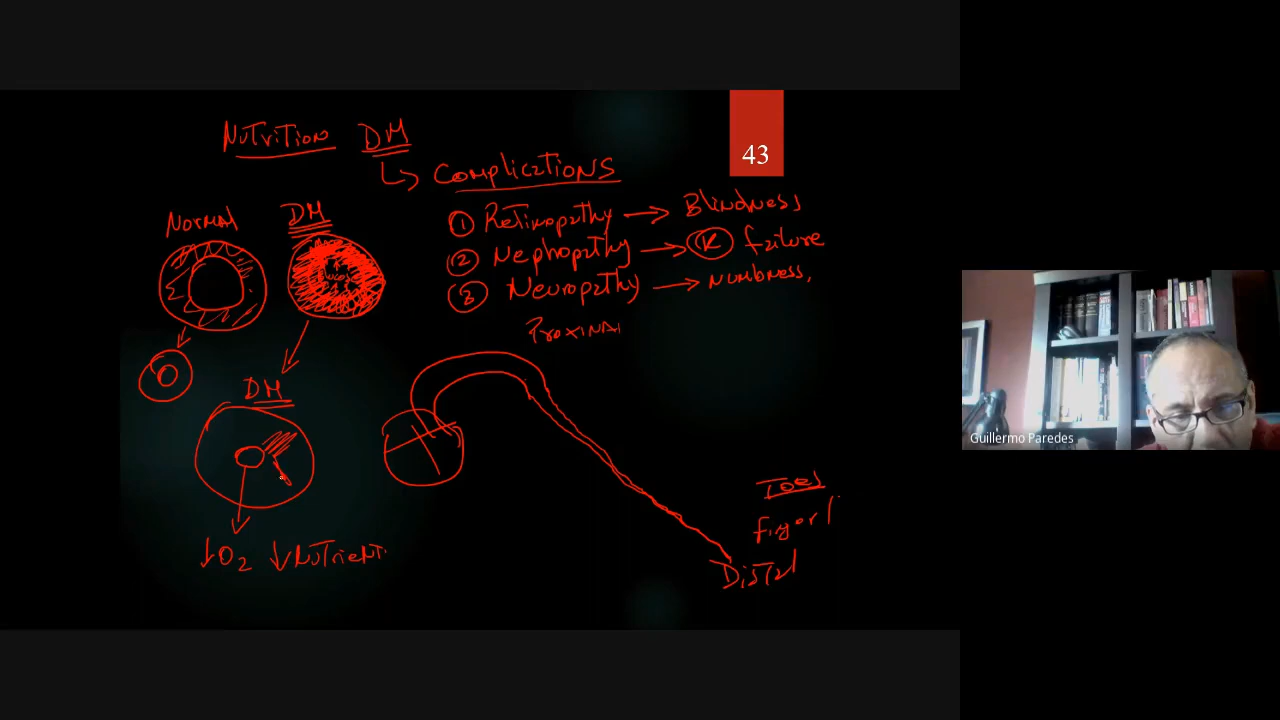 Nutrition DM
43
Complications
Normal
DM
① Retinopathy → Blindness
② Nephropathy → Ⓚ failure
③ Neuropathy → Numbness,
Proximal
DM
Toes
finger
Distal
↓O2 ↓Nutrient
Guillermo Paredes